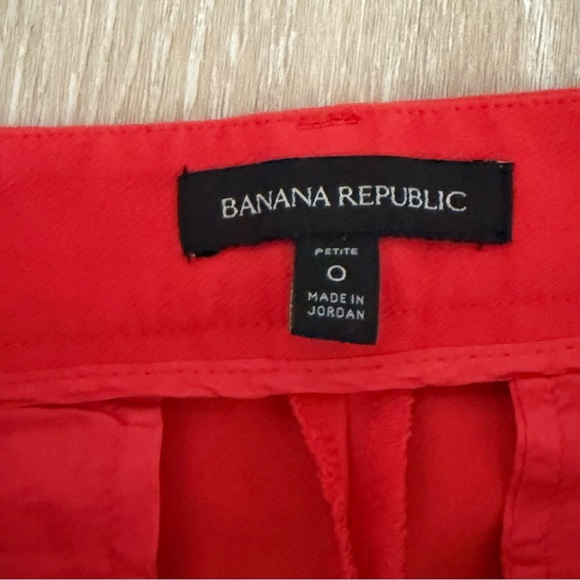 BANANA REPUBLIC
PETITE
0
MADE IN
JORDAN